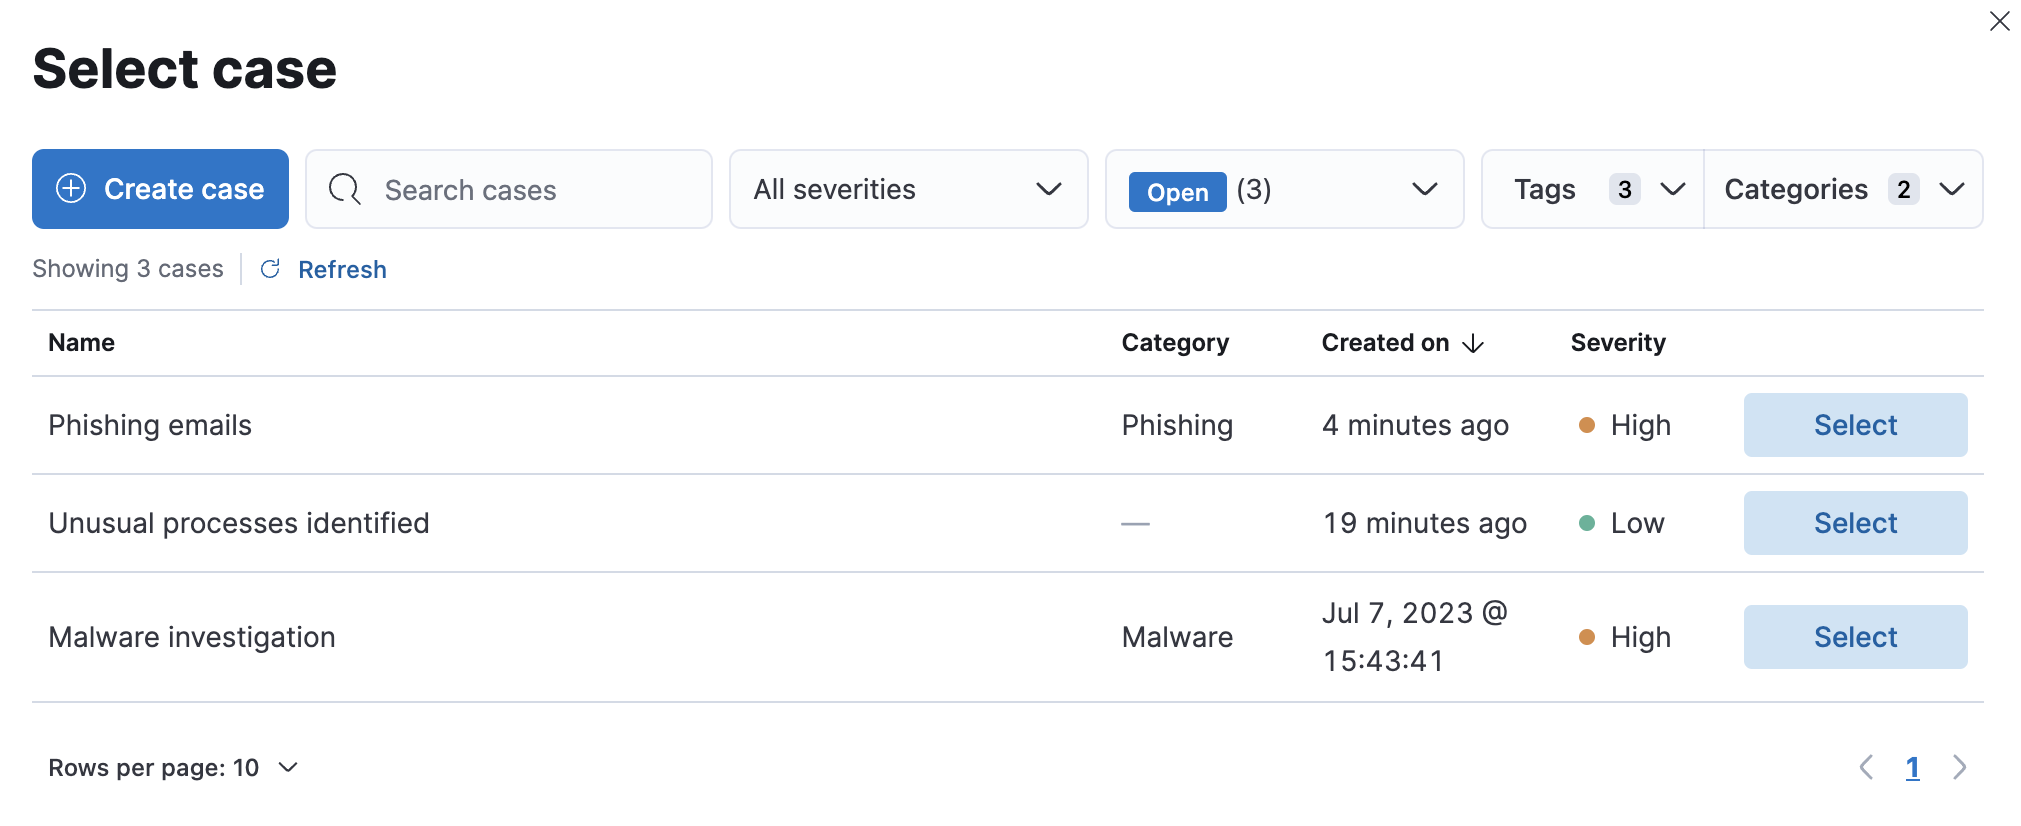 Select case
Create case
Search cases
All severities
Open (3)
Tags 3
Categories 2
Showing 3 cases
Refresh
Name Category Created on Severity
Phishing emails Phishing 4 minutes ago High Select
Unusual processes identified — 19 minutes ago Low Select
Malware investigation Malware Jul 7, 2023 @ High Select
15:43:41
Rows per page: 10
1